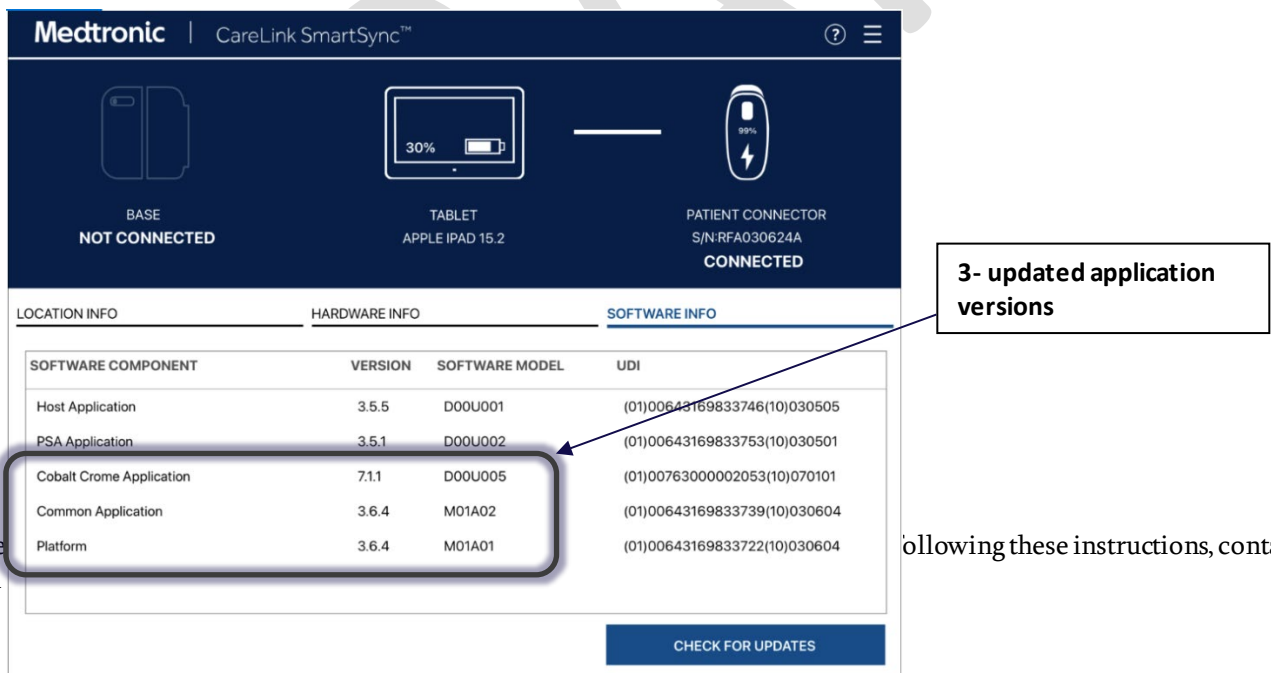 Medtronic | CareLink SmartSync™ ?
30%
99%
BASE
NOT CONNECTED
TABLET
APPLE IPAD 15.2
PATIENT CONNECTOR
S/N:RFA030624A
CONNECTED
3- updated application
versions
LOCATION INFO HARDWARE INFO SOFTWARE INFO
SOFTWARE COMPONENT VERSION SOFTWARE MODEL UDI
Host Application 3.5.5 D00U001 (01)00643169833746(10)030505
PSA Application 3.5.1 D00U002 (01)00643169833753(10)030501
Cobalt Crome Application 7.1.1 D00U005 (01)00763000002053(10)070101
Common Application 3.6.4 M01A02 (01)00643169833739(10)030604
Platform 3.6.4 M01A01 (01)00643169833722(10)030604
following these instructions, cont
CHECK FOR UPDATES